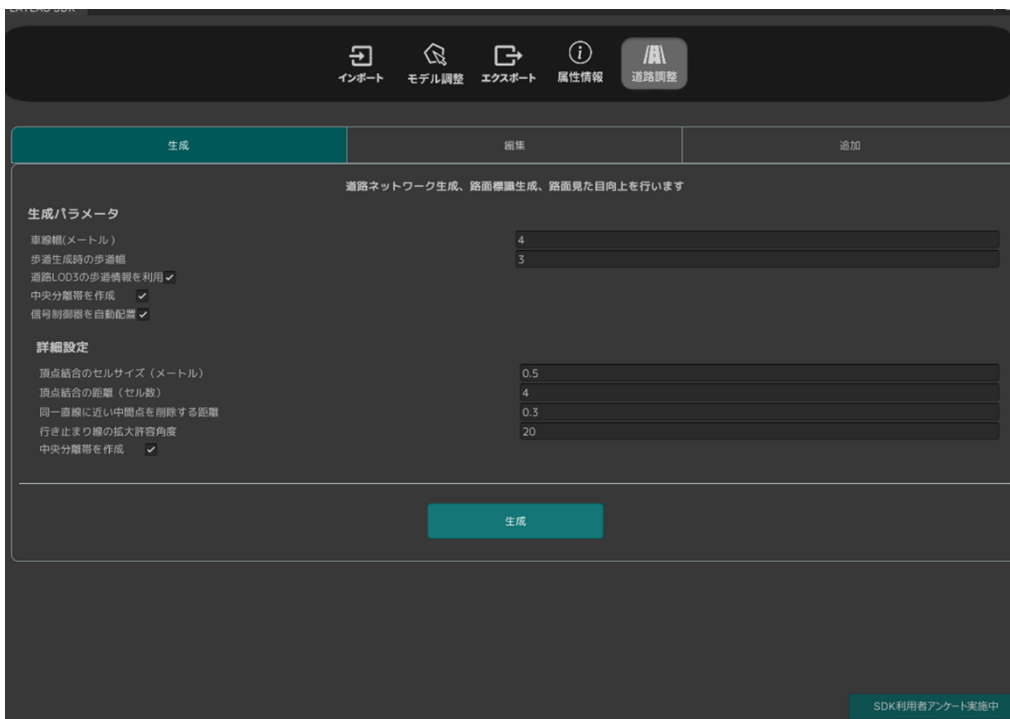 インポート
モデル調整
エクスポート
属性情報
道路調整
生成
編集
追加
道路ネットワーク生成、路面標識生成、路面見た目向上を行います
生成パラメータ
車線幅(メートル)
4
歩道生成時の歩道幅
3
道路LOD3の歩道情報を利用
中央分離帯を作成
信号制御器を自動配置
詳細設定
頂点結合のセルサイズ（メートル）
0.5
頂点結合の距離（セル数）
4
同一直線に近い中間点を削除する距離
0.3
行き止まり線の拡大許容角度
20
中央分離帯を作成
生成
SDK利用者アンケート実施中